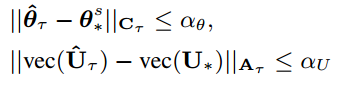 ||θ̂_τ − θ_*^s||_{C_τ} ≤ α_θ,
||vec(Û_τ) − vec(U_*)||_{A_τ} ≤ α_U